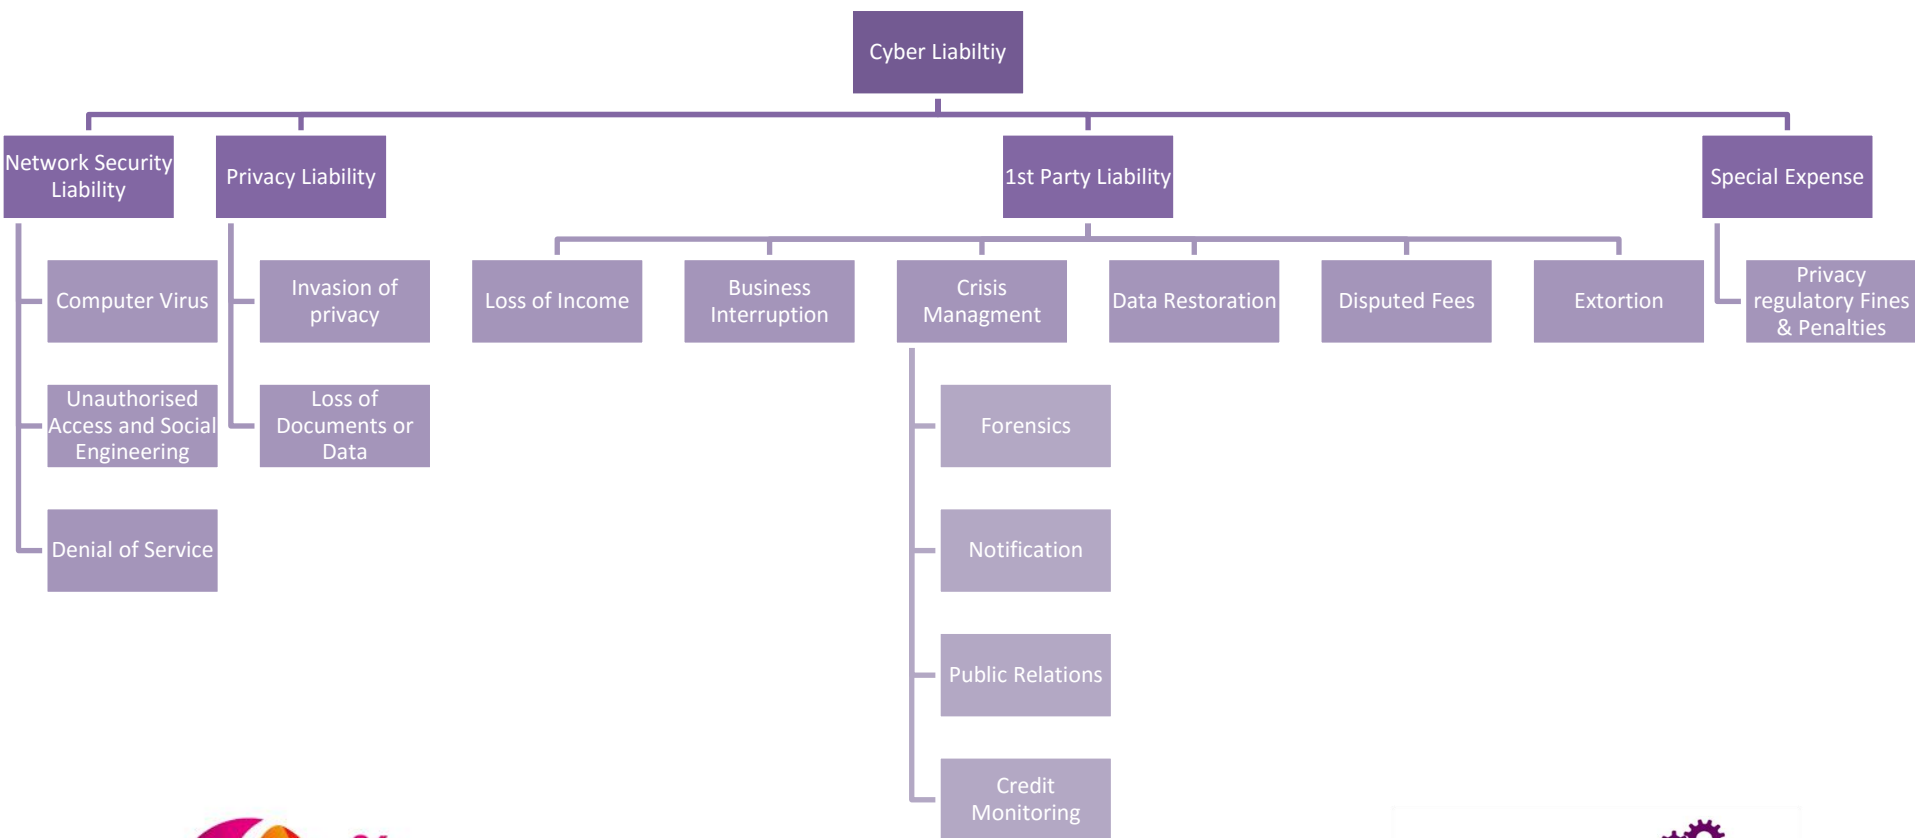 Cyber Liabiltiy
Network Security
Liability
Privacy Liability
1st Party Liability
Special Expense
Computer Virus
Unauthorised
Access and Social
Engineering
Denial of Service
Invasion of
privacy
Loss of
Documents or
Data
Loss of Income
Business
Interruption
Crisis
Managment
Forensics
Notification
Public Relations
Credit
Monitoring
Data Restoration
Disputed Fees
Extortion
Privacy
regulatory Fines
& Penalties